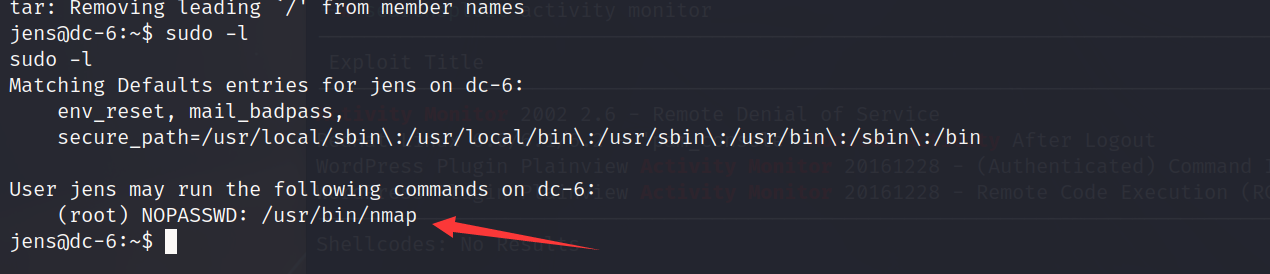 tar: Removing leading `/' from member names
activity monitor
jens@dc-6:~$ sudo -l
sudo -l
Exploit Title
Matching Defaults entries for jens on dc-6:
env_reset, mail_badpass,
2002 2.6 - Remote Denial of Service
secure_path=/usr/local/sbin\:/usr/local/bin\:/usr/sbin\:/usr/bin\:/sbin\:/bin
After Logout
WordPress Plugin Plainview Activity Monitor 20161228 - (Authenticated) Command
User jens may run the following commands on dc-6:
Plugin Plainview Activity Monitor 20161228 - Remote Code Execution
(root) NOPASSWD: /usr/bin/nmap
jens@dc-6:~$
Shellcodes: No Results